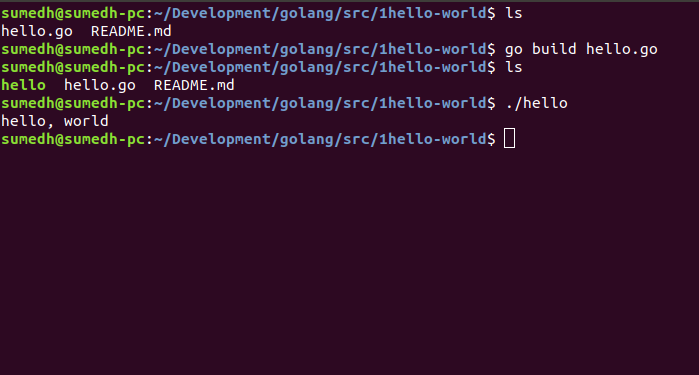 sumedh@sumedh-pc:~/Development/golang/src/1hello-world$ ls
hello.go  README.md
sumedh@sumedh-pc:~/Development/golang/src/1hello-world$ go build hello.go
sumedh@sumedh-pc:~/Development/golang/src/1hello-world$ ls
hello  hello.go  README.md
sumedh@sumedh-pc:~/Development/golang/src/1hello-world$ ./hello
hello, world
sumedh@sumedh-pc:~/Development/golang/src/1hello-world$